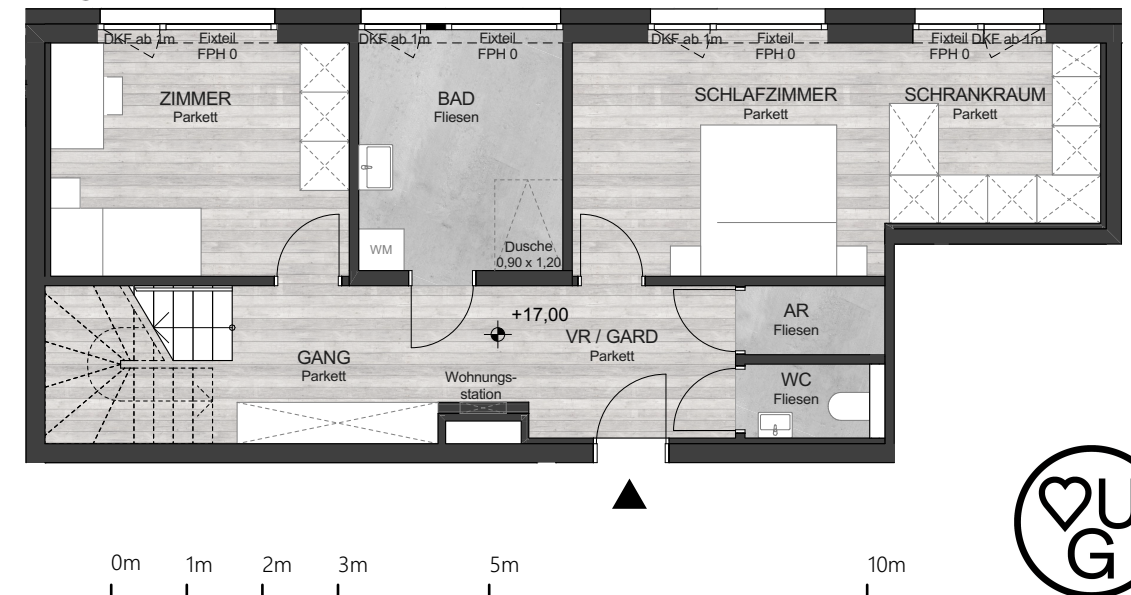 DKF ab 1m
Fixteil
FPH 0
DKF ab 1m
Fixteil
FPH 0
DKF ab 1m
Fixteil
FPH 0
Fixteil
FPH 0
DKF ab 1m
ZIMMER
Parkett
BAD
Fliesen
SCHLAFZIMMER
Parkett
SCHRANKRAUM
Parkett
WM
Dusche
0,90 x 1,20
+17,00
GANG
Parkett
VR / GARD
Parkett
AR
Fliesen
Wohnungs-
station
WC
Fliesen
U
G
0m 1m 2m 3m 5m 10m